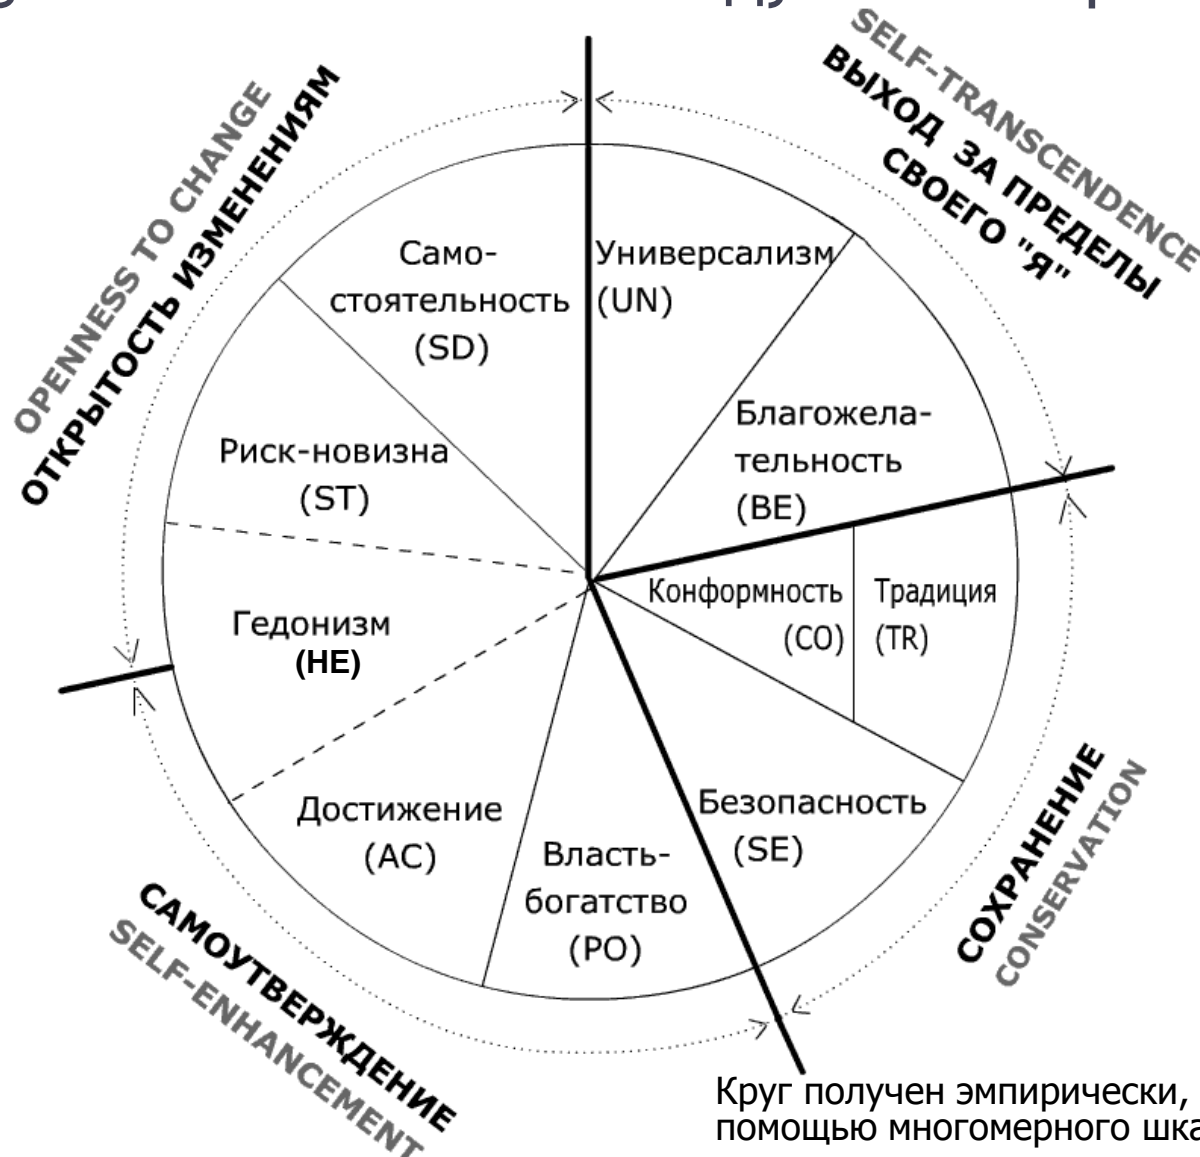 SELF-TRANSCENDENCE
ВЫХОД ЗА ПРЕДЕЛЫ
СВОЕГО "Я"
OPENNESS TO CHANGE
ОТКРЫТОСТЬ ИЗМЕНЕНИЯМ
Само-
стоятельность
(SD)
Универсализм
(UN)
Риск-новизна
(ST)
Благожела-
тельность
(BE)
Гедонизм
(HE)
Конформность
(CO)
Традиция
(TR)
Достижение
(AC)
Власть-
богатство
(PO)
Безопасность
(SE)
СОХРАНЕНИЕ
CONSERVATION
САМОУТВЕРЖДЕНИЕ
SELF-ENHANCEMENT
Круг получен эмпирически,
помощью многомерного